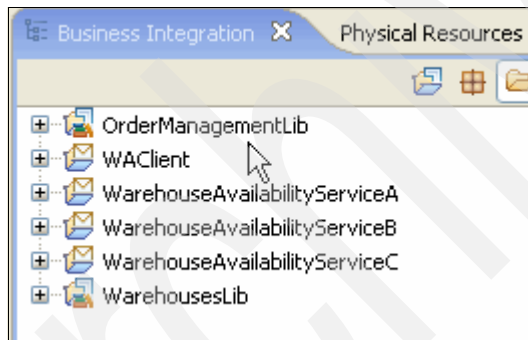 Business Integration
Physical Resources
OrderManagementLib
WAClient
WarehouseAvailabilityServiceA
WarehouseAvailabilityServiceB
WarehouseAvailabilityServiceC
WarehousesLib